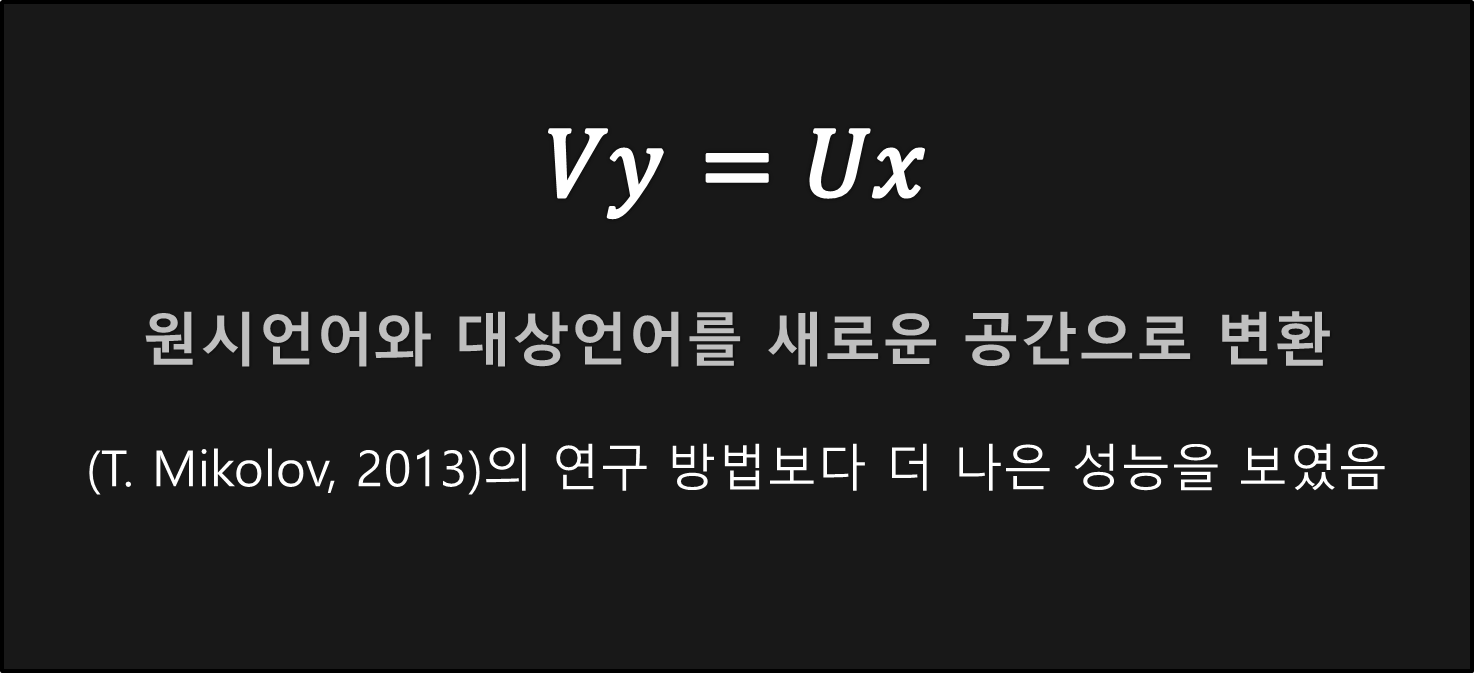 Vy = Ux
원시언어와 대상언어를 새로운 공간으로 변환
(T. Mikolov, 2013)의 연구 방법보다 더 나은 성능을 보였음